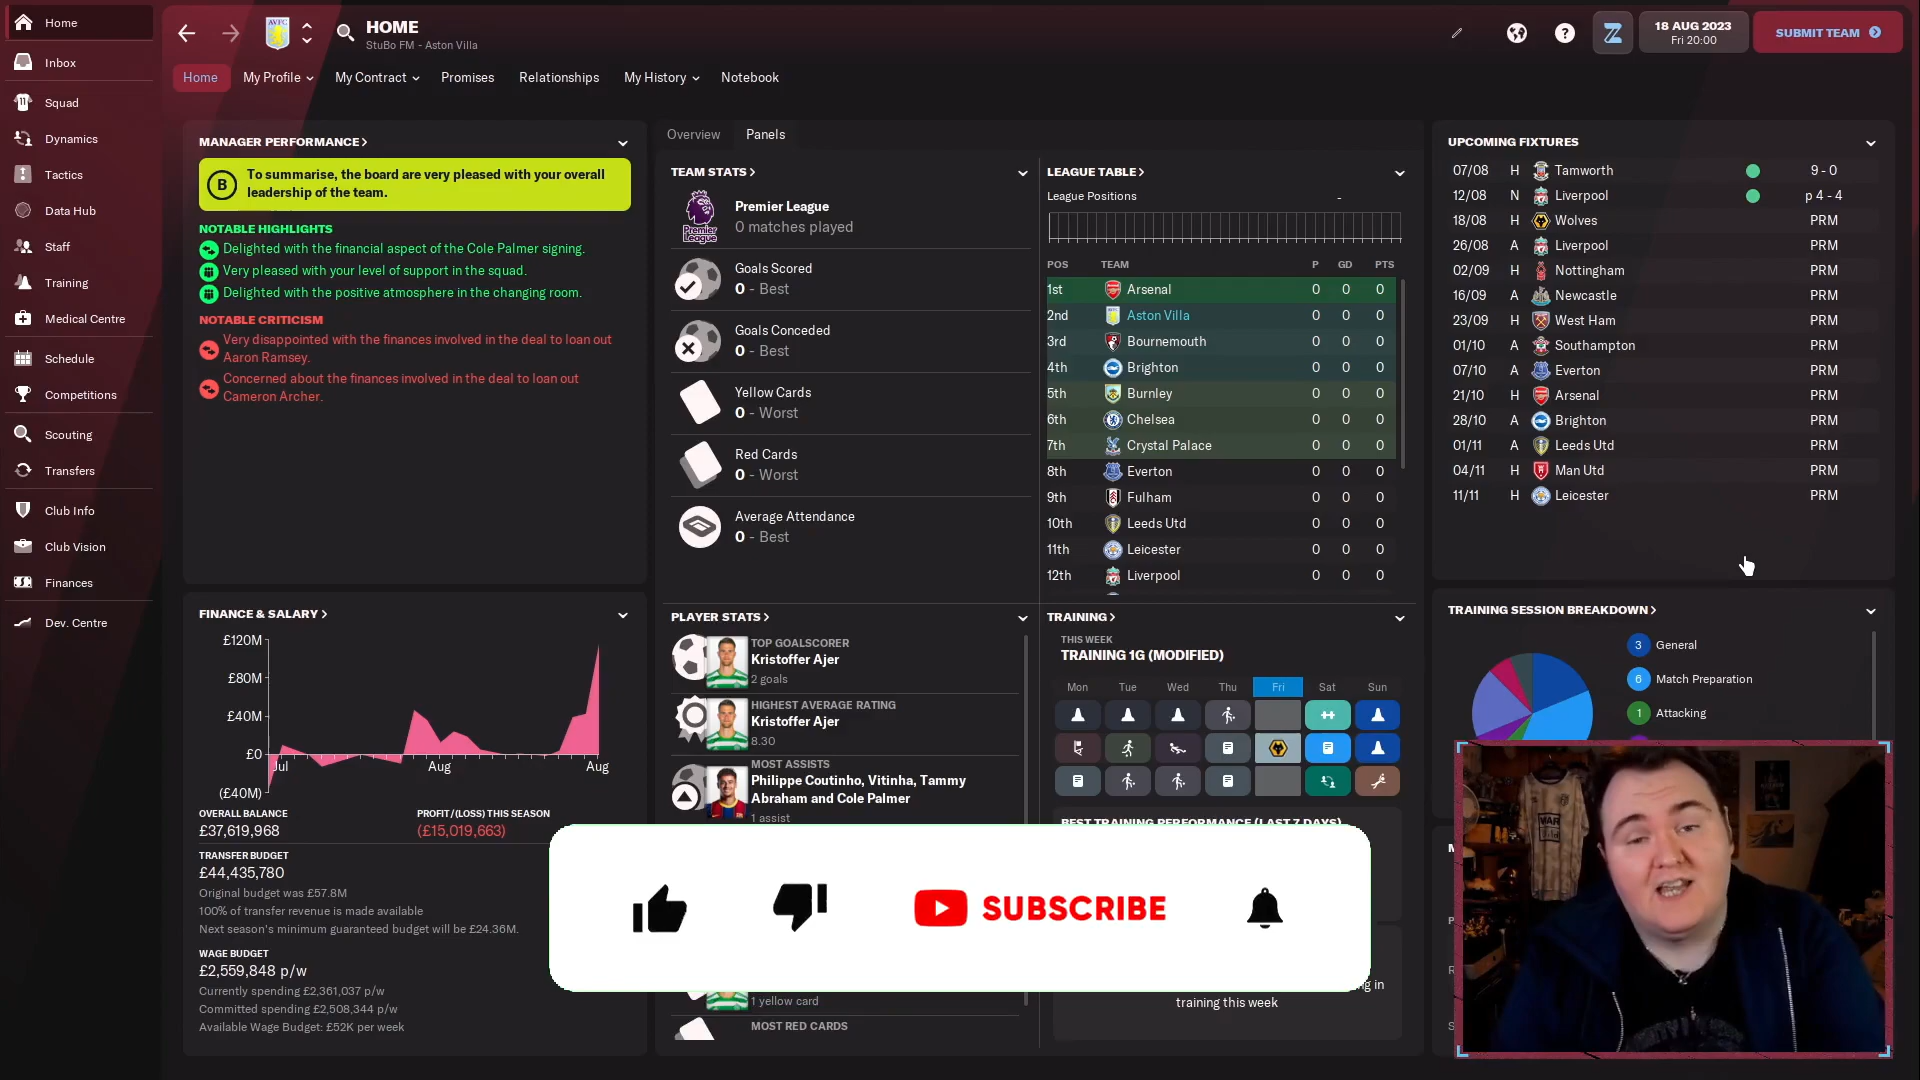 Home
Inbox
Squad
Dynamics
Tactics
Data Hub
Staff
Training
Medical Centre
Schedule
Competitions
Scouting
Transfers
Club Info
Club Vision
Finances
Dev. Centre
AVFC
HOME
StuBo FM - Aston Villa
18 AUG 2023
Fri 20:00
SUBMIT TEAM
Home My Profile My Contract Promises Relationships My History Notebook
MANAGER PERFORMANCE
B
To summarise, the board are very pleased with your overall
leadership of the team.
NOTABLE HIGHLIGHTS
Delighted with the financial aspect of the Cole Palmer signing.
Very pleased with your level of support in the squad.
Delighted with the positive atmosphere in the changing room.
NOTABLE CRITICISM
Very disappointed with the finances involved in the deal to loan out
Aaron Ramsey.
Concerned about the finances involved in the deal to loan out
Cameron Archer.
FINANCE & SALARY
£120M
£80M
£40M
£0
(£40M)
Jul Aug Aug
OVERALL BALANCE PROFIT/(LOSS) THIS SEASON
£37,619,968 (£15,019,663)
TRANSFER BUDGET
£44,435,780
Original budget was £57.8M
100% of transfer revenue is made available
Next season's minimum guaranteed budget will be £24.36M.
WAGE BUDGET
£2,559,848 p/w
Currently spending £2,361,037 p/w
Committed spending £2,508,344 p/w
Available Wage Budget: £52K per week
Overview Panels
TEAM STATS
Premier League
Premier League
0 matches played
Goals Scored
0 - Best
Goals Conceded
0 - Best
Yellow Cards
0 - Worst
Red Cards
0 - Worst
Average Attendance
0 - Best
PLAYER STATS
TOP GOALSCORER
Kristoffer Ajer
2 goals
HIGHEST AVERAGE RATING
Kristoffer Ajer
8.30
MOST ASSISTS
Philippe Coutinho, Vitinha, Tammy
Abraham and Cole Palmer
1 assist
1 yellow card
MOST RED CARDS
LEAGUE TABLE
League Positions -
POS TEAM P GD PTS
1st Arsenal 0 0 0
2nd Aston Villa 0 0 0
3rd Bournemouth 0 0 0
4th Brighton 0 0 0
5th Burnley 0 0 0
6th Chelsea 0 0 0
7th Crystal Palace 0 0 0
8th Everton 0 0 0
9th Fulham 0 0 0
10th Leeds Utd 0 0 0
11th Leicester 0 0 0
12th Liverpool 0 0 0
TRAINING
THIS WEEK
TRAINING 1G (MODIFIED)
Mon Tue Wed Thu Fri Sat Sun
BEST TRAINING PERFORMANCE (LAST 7 DAYS)
ng in
training this week
UPCOMING FIXTURES
07/08 H Tamworth 9 - 0
12/08 N Liverpool p 4 - 4
18/08 H Wolves PRM
26/08 A Liverpool PRM
02/09 H Nottingham PRM
16/09 A Newcastle PRM
23/09 H West Ham PRM
01/10 A Southampton PRM
07/10 A Everton PRM
21/10 H Arsenal PRM
28/10 A Brighton PRM
01/11 A Leeds Utd PRM
04/11 H Man Utd PRM
11/11 H Leicester PRM
TRAINING SESSION BREAKDOWN
3 General
6 Match Preparation
1 Attacking
SUBSCRIBE